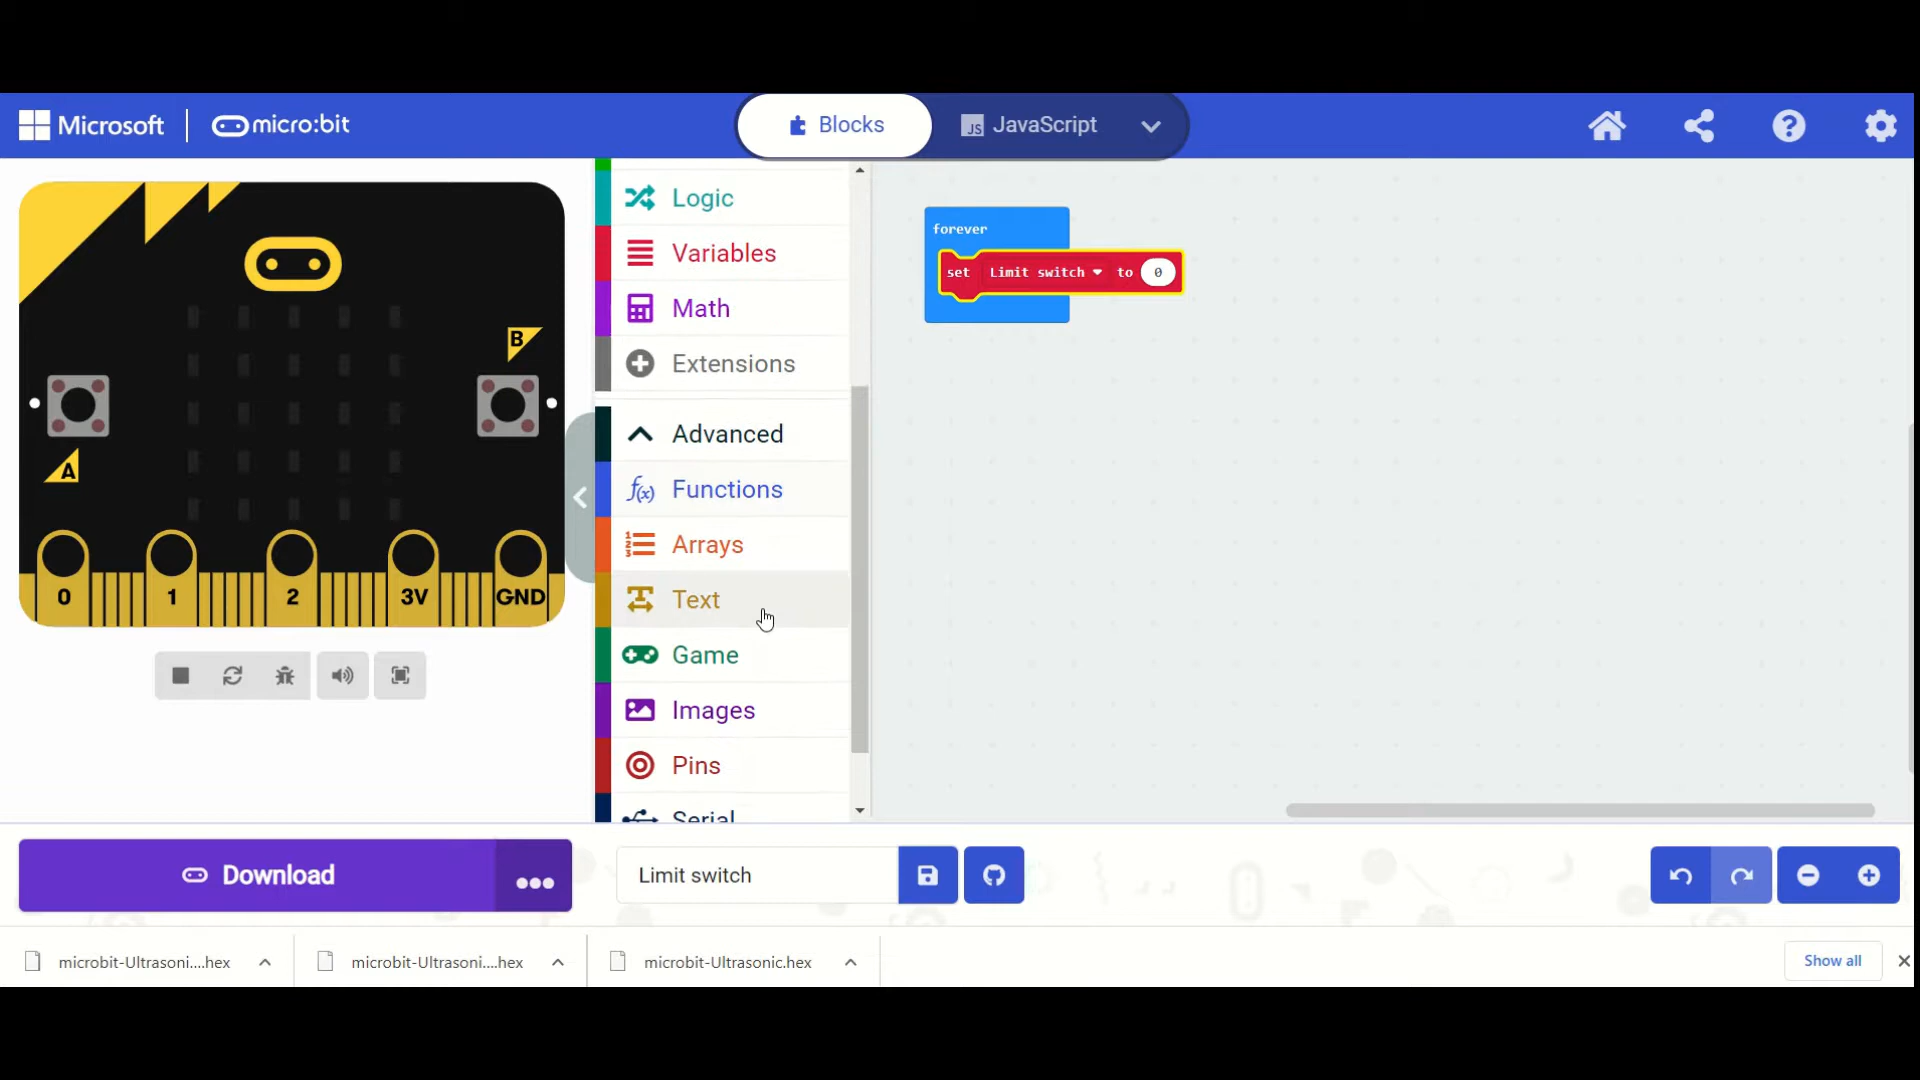 Microsoft
micro:bit
Blocks
JS JavaScript
B
A
0 1 2 3V GND
Logic
Variables
Math
Extensions
Advanced
f(x) Functions
Arrays
Text
Game
Images
Pins
Serial
forever
set Limit switch to 0
Download
Limit switch
microbit-Ultrasoni....hex
microbit-Ultrasoni....hex
microbit-Ultrasonic.hex
Show all